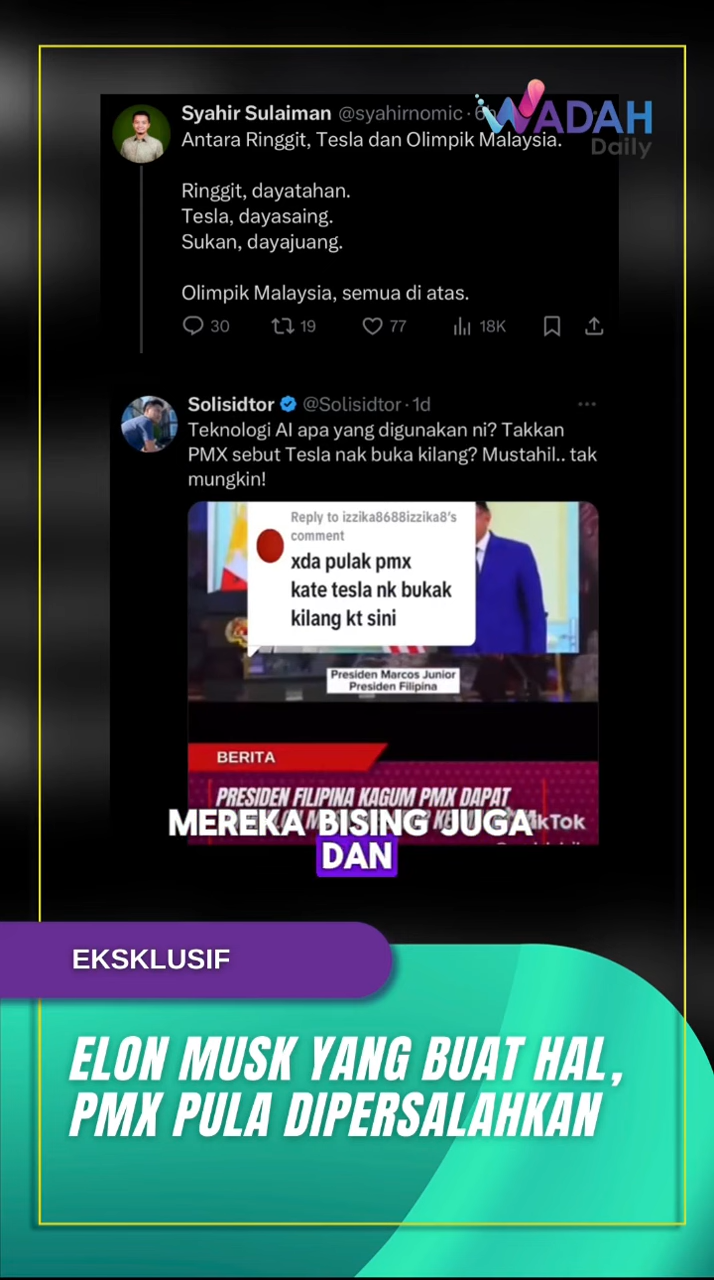 Syahir Sulaiman @syahirnomic ·
WADAH
Daily
Antara Ringgit, Tesla dan Olimpik Malaysia.
Ringgit, dayatahan.
Tesla, dayasaing.
Sukan, dayajuang.
Olimpik Malaysia, semua di atas.
30 19 77 18K
Solisidtor @Solisidtor · 1d
Teknologi AI apa yang digunakan ni? Takkan
PMX sebut Tesla nak buka kilang? Mustahil.. tak
mungkin!
Reply to izzika8688izzika8's
comment
xda pulak pmx
kate tesla nk bukak
kilang kt sini
Presiden Marcos Junior
Presiden Filipina
BERITA
PRESIDEN FILIPINA KAGUM PMX DAPAT
MEREKA BISING JUGA
DAN
EKSKLUSIF
ELON MUSK YANG BUAT HAL,
PMX PULA DIPERSALAHKAN